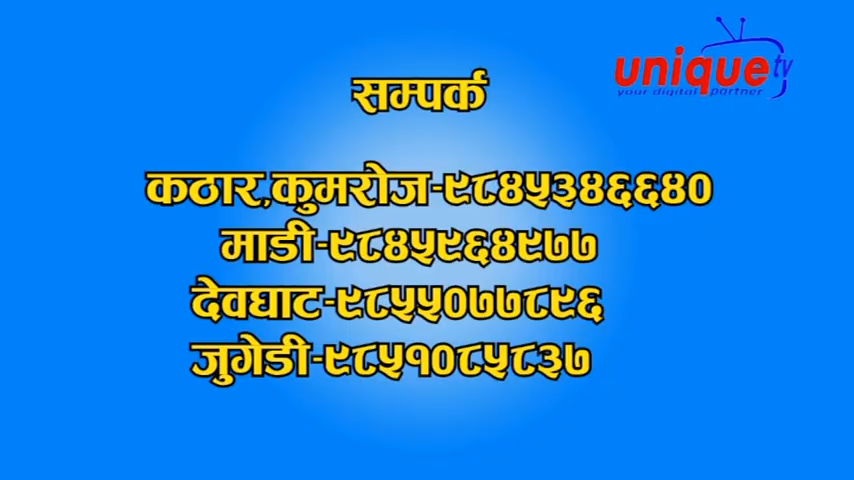 unique tv
your digital partner
सम्पर्क
कठार,कुमरोज-९८४५३४६६४०
माडी-९८४५९६४९७७
देवघाट-९८५५०७७८९६
जुगेडी-९८५१०८५८३७